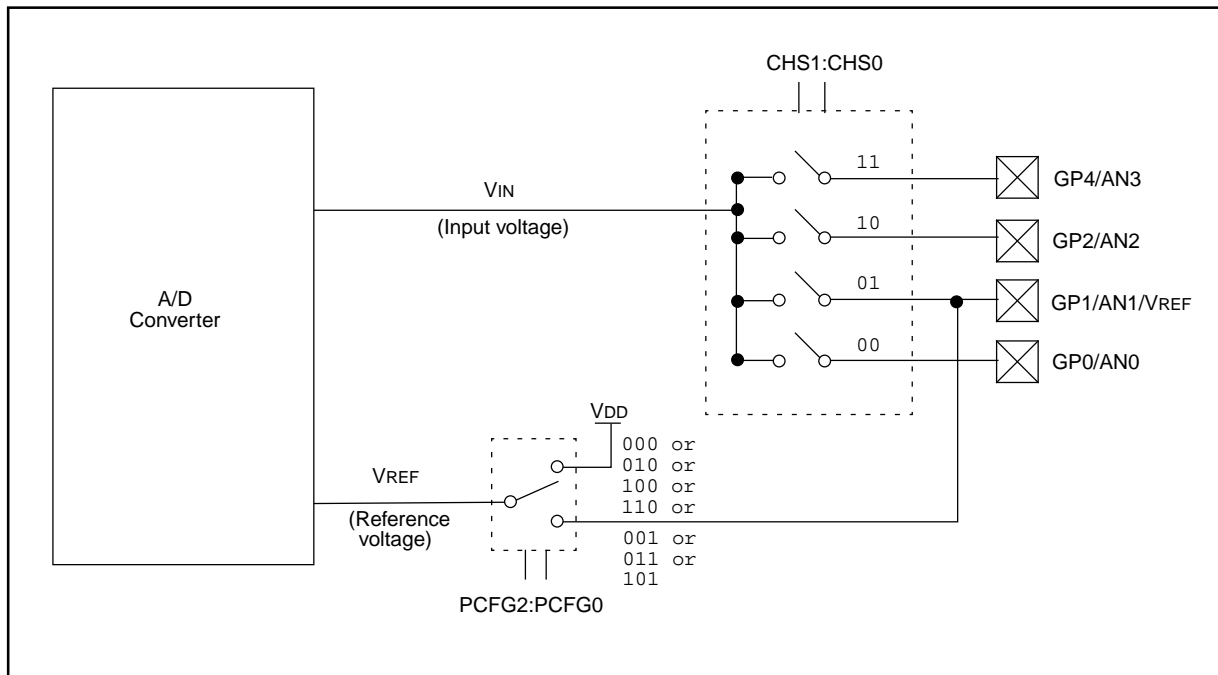 CHS1:CHS0
11
GP4/AN3
VIN
(Input voltage)
10
GP2/AN2
A/D
Converter
01
GP1/AN1/VREF
00
GP0/AN0
VDD
000 or
010 or
100 or
110 or
VREF
(Reference
voltage)
001 or
011 or
101
PCFG2:PCFG0